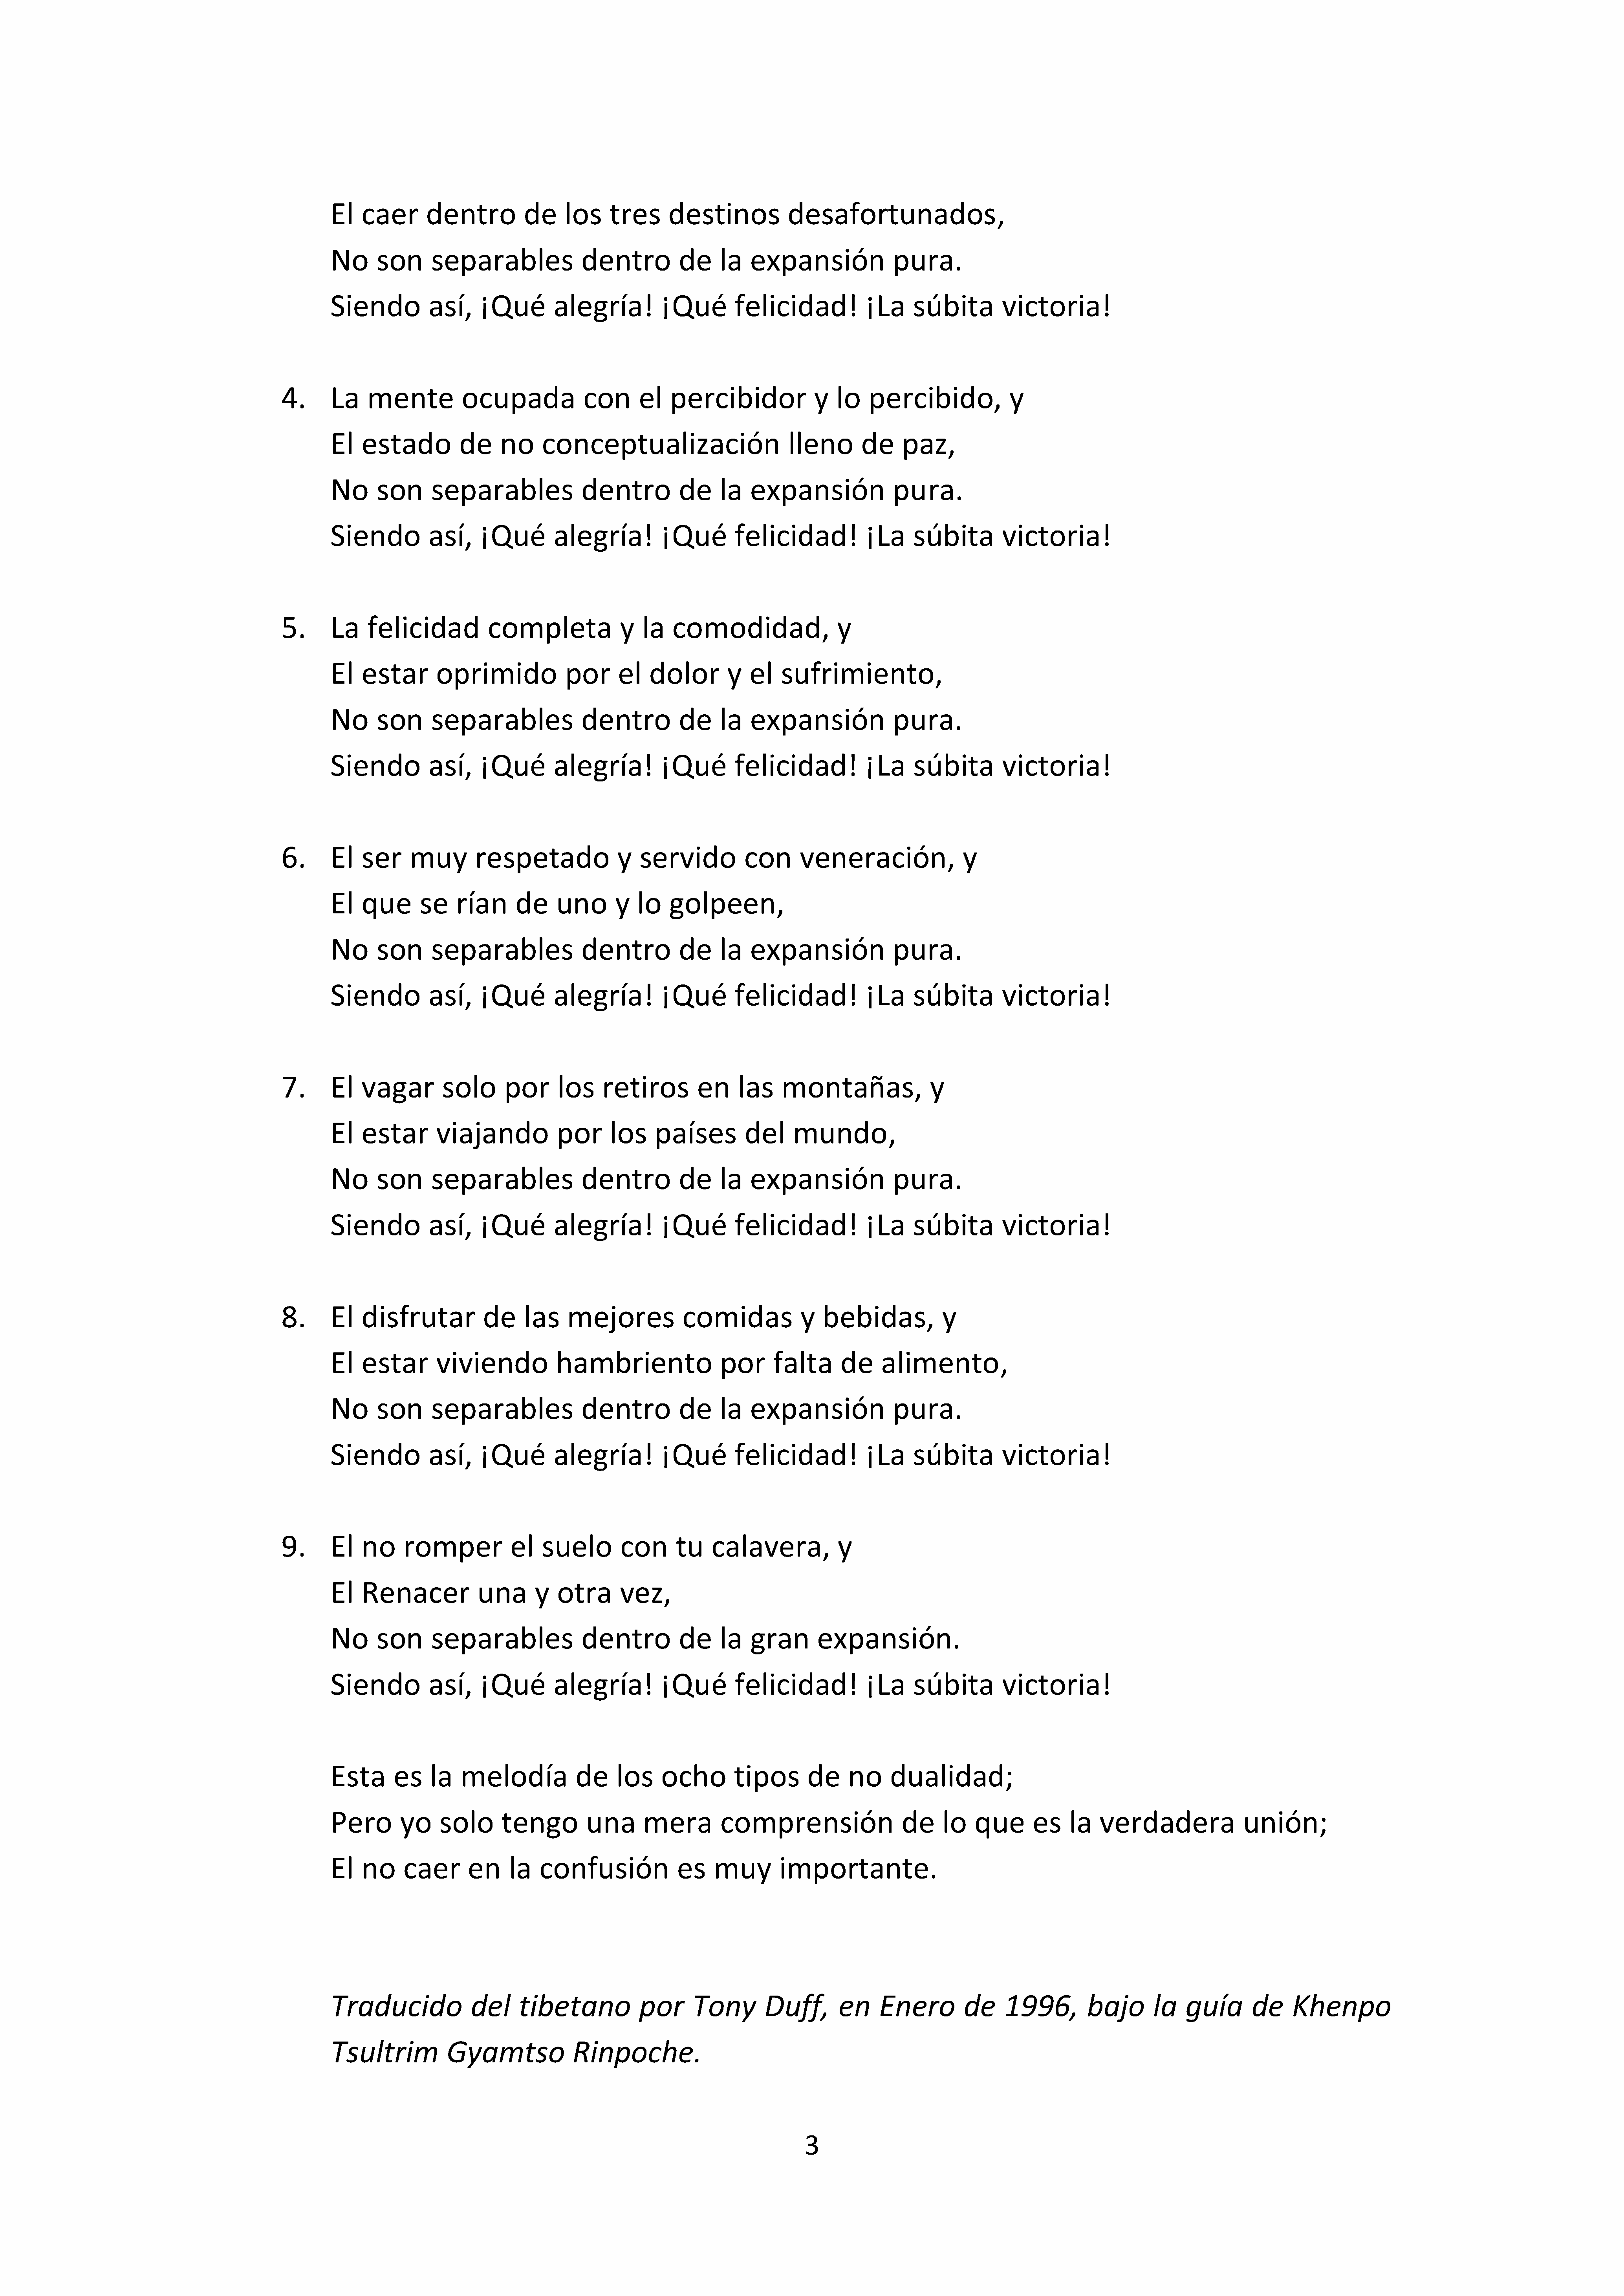 El caer dentro de los tres destinos desafortunados,
No son separables dentro de la expansión pura.
Siendo así, ¡Qué alegría! ¡Qué felicidad! ¡La súbita victoria!
4. La mente ocupada con el percibidor y lo percibido, y
El estado de no conceptualización lleno de paz,
No son separables dentro de la expansión pura.
Siendo así, ¡Qué alegría! ¡Qué felicidad! ¡La súbita victoria!
5. La felicidad completa y la comodidad, y
El estar oprimido por el dolor y el sufrimiento,
No son separables dentro de la expansión pura.
Siendo así, ¡Qué alegría! ¡Qué felicidad! ¡La súbita victoria!
6. El ser muy respetado y servido con veneración, y
El que se rían de uno y lo golpeen,
No son separables dentro de la expansión pura.
Siendo así, ¡Qué alegría! ¡Qué felicidad! ¡La súbita victoria!
7. El vagar solo por los retiros en las montañas, y
El estar viajando por los países del mundo,
No son separables dentro de la expansión pura.
Siendo así, ¡Qué alegría! ¡Qué felicidad! ¡La súbita victoria!
8. El disfrutar de las mejores comidas y bebidas, y
El estar viviendo hambriento por falta de alimento,
No son separables dentro de la expansión pura.
Siendo así, ¡Qué alegría! ¡Qué felicidad! ¡La súbita victoria!
9. El no romper el suelo con tu calavera, y
El Renacer una y otra vez,
No son separables dentro de la gran expansión.
Siendo así, ¡Qué alegría! ¡Qué felicidad! ¡La súbita victoria!
Esta es la melodía de los ocho tipos de no dualidad;
Pero yo solo tengo una mera comprensión de lo que es la verdadera unión;
El no caer en la confusión es muy importante.
Traducido del tibetano por Tony Duff, en Enero de 1996, bajo la guía de Khenpo
Tsultrim Gyamtso Rinpoche.
3